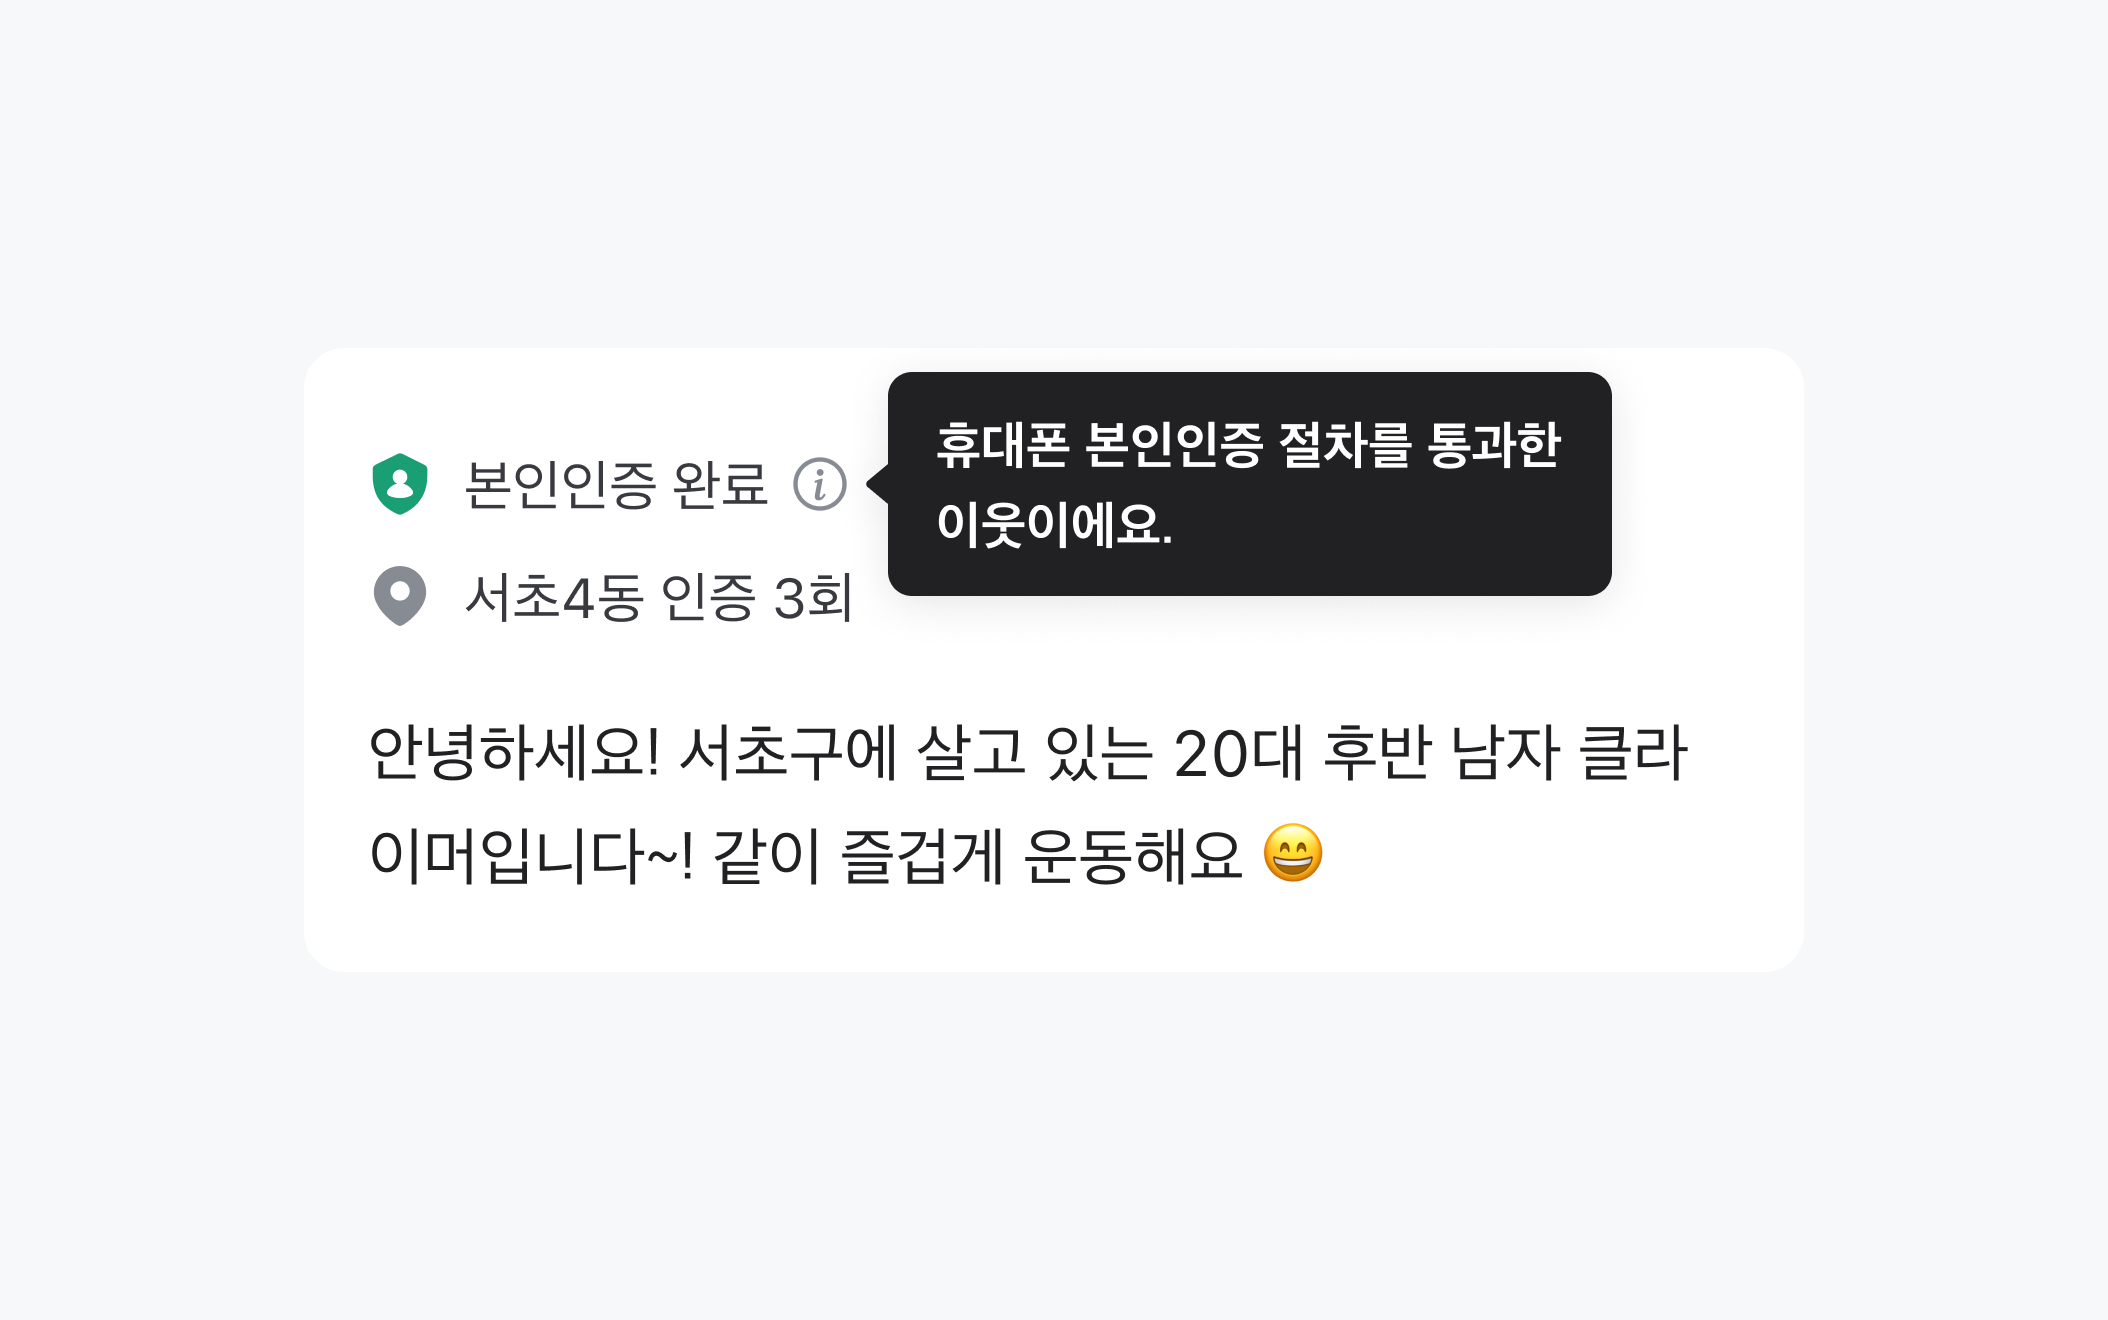 본인인증 완료
휴대폰 본인인증 절차를 통과한
이웃이에요.
서초4동 인증 3회
안녕하세요! 서초구에 살고 있는 20대 후반 남자 클라
이머입니다~! 같이 즐겁게 운동해요 😄